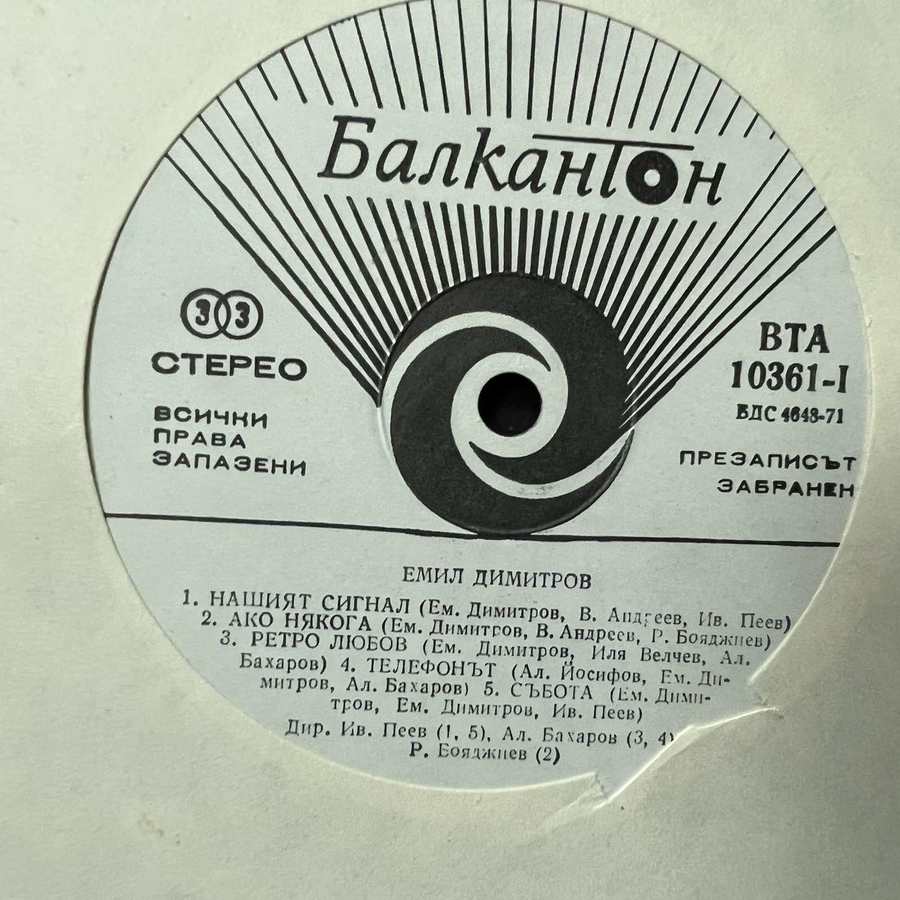 Балкантон
33
СТЕРЕО
ВСИЧКИ
ПРАВА
ЗАПАЗЕНИ
ВТА
10361-I
БДС 4643-71
ПРЕЗАПИСЪТ
ЗАБРАНЕН
ЕМИЛ ДИМИТРОВ
1. НАШИЯТ СИГНАЛ (Ем. Димитров, В. Андреев, Ив. Пеев)
2. АКО НЯКОГА (Ем. Димитров, В. Андреев, Р. Бояджиев)
3. РЕТРО ЛЮБОВ (Ем. Димитров, Иля Велчев, Ал.
Бахаров) 4. ТЕЛЕФОНЪТ (Ал. Йосифов, Ем. Ди-
митров, Ал. Бахаров) 5. СЪБОТА (Ем. Дими-
тров, Ем. Димитров, Ив. Пеев)
Дир. Ив. Пеев (1, 5), Ал. Бахаров (3, 4)
Р. Бояджиев (2)